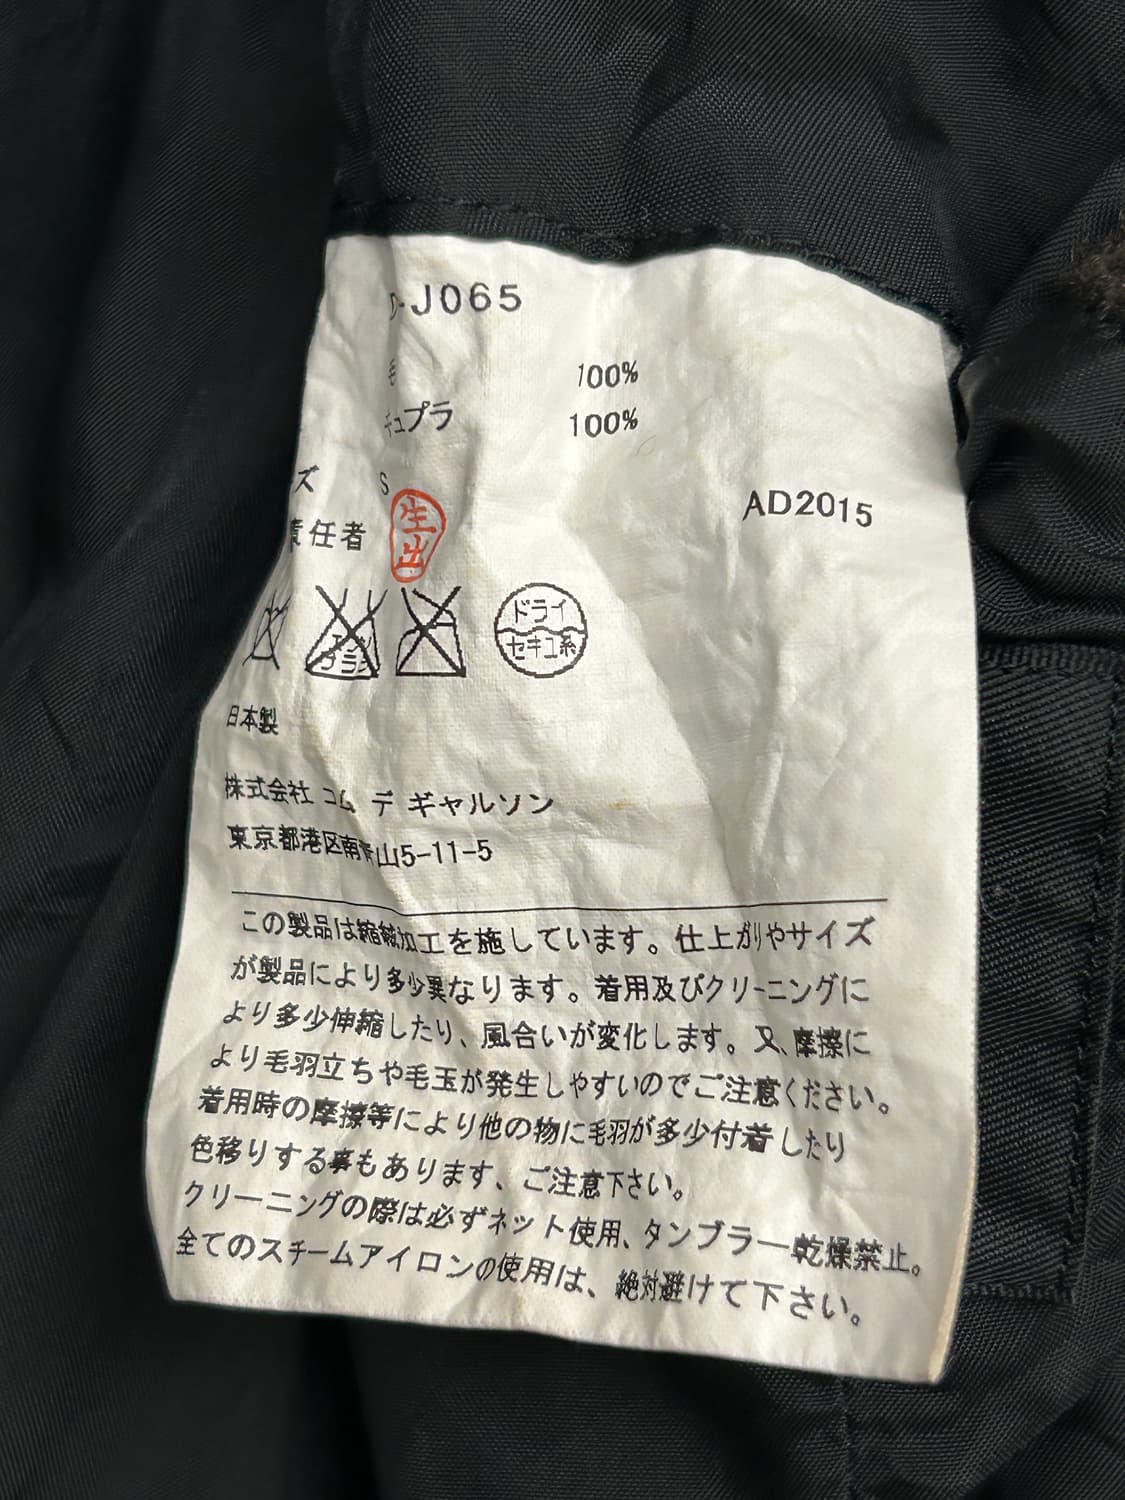 D-J065
毛 100%
キュプラ 100%
ズ S
AD2015
責任者 生出
エンソ
サラシ
ドライ
セキユ系
日本製
株式会社 コム デ ギャルソン
東京都港区南青山5-11-5
この製品は縮絨加工を施しています。仕上がりやサイズ
が製品により多少異なります。着用及びクリーニングに
より多少伸縮したり、風合いが変化します。又、摩擦に
より毛羽立ちや毛玉が発生しやすいのでご注意ください。
着用時の摩擦等により他の物に毛羽が多少付着したり
色移りする事もあります、ご注意下さい。
クリーニングの際は必ずネット使用、タンブラー乾燥禁止。
全てのスチームアイロンの使用は、絶対避けて下さい。